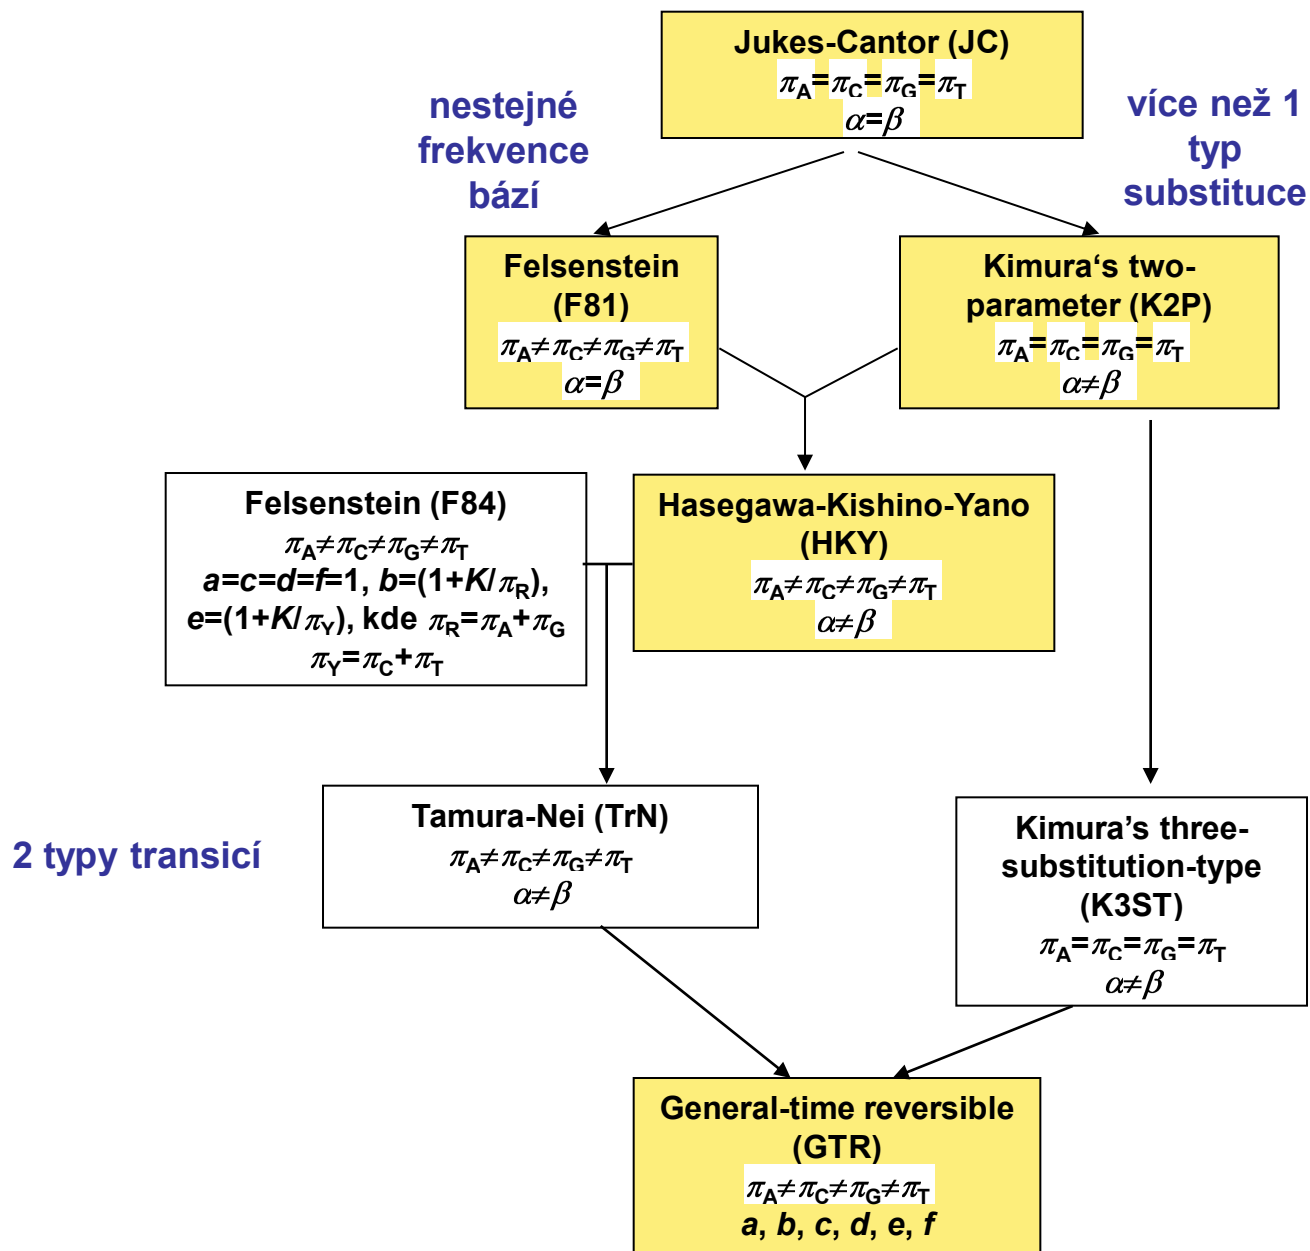 Jukes-Cantor (JC)
πA=πC=πG=πT
α=β
nestejné
frekvence
bází
více než 1
typ
substituce
Felsenstein
(F81)
πA≠πC≠πG≠πT
α=β
Kimura‘s two-
parameter (K2P)
πA=πC=πG=πT
α≠β
Felsenstein (F84)
πA≠πC≠πG≠πT
a=c=d=f=1, b=(1+K/πR),
e=(1+K/πY), kde πR=πA+πG
πY=πC+πT
Hasegawa-Kishino-Yano
(HKY)
πA≠πC≠πG≠πT
α≠β
2 typy transicí
Tamura-Nei (TrN)
πA≠πC≠πG≠πT
α≠β
Kimura’s three-
substitution-type
(K3ST)
πA=πC=πG=πT
α≠β
General-time reversible
(GTR)
πA≠πC≠πG≠πT
a, b, c, d, e, f